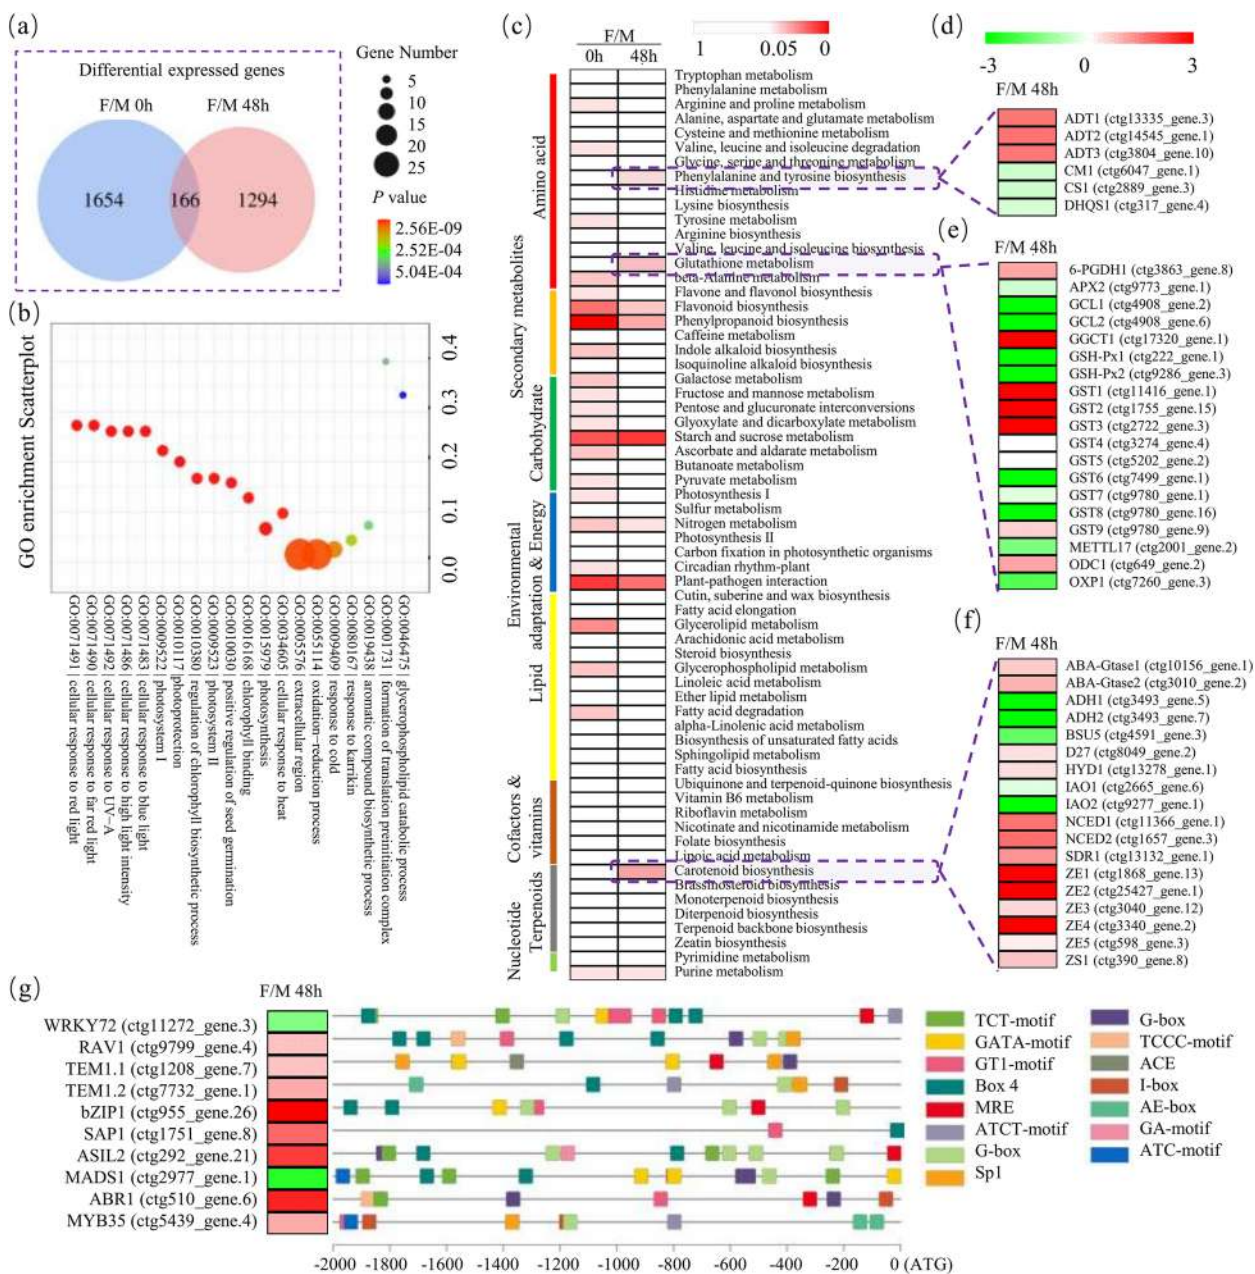 (a)
Differential expressed genes
F/M 0h
F/M 48h
1654
166
1294
Gene Number
5
10
15
20
25
P value
2.56E-09
2.52E-04
5.04E-04
(b)
GO enrichment Scatterplot
0.4
0.3
0.2
0.1
0.0
GO:0071491 | cellular response to red light
GO:0071490 | cellular response to far red light
GO:0071492 | cellular response to UV-A
GO:0071486 | cellular response to high light intensity
GO:0071483 | cellular response to blue light
GO:0009522 | photosystem I
GO:0010117 | photoprotection
GO:0010380 | regulation of chlorophyll biosynthetic process
GO:0009523 | photosystem II
GO:0010030 | positive regulation of seed germination
GO:0016168 | chlorophyll binding
GO:0015979 | photosynthesis
GO:0034605 | cellular response to heat
GO:0005576 | extracellular region
GO:0055114 | oxidation-reduction process
GO:0009409 | response to cold
GO:0080167 | response to karrikin
GO:0019438 | aromatic compound biosynthetic process
GO:0001731 | formation of translation preinitiation complex
GO:0046475 | glycerophospholipid catabolic process
(c)
F/M
0h
48h
1
0.05
0
Amino acid
Secondary metabolites
Carbohydrate
Environmental
adaptation & Energy
Lipid
Cofactors &
vitamins
Terpenoids
Nucleotide
Tryptophan metabolism
Phenylalanine metabolism
Arginine and proline metabolism
Alanine, aspartate and glutamate metabolism
Cysteine and methionine metabolism
Valine, leucine and isoleucine degradation
Glycine, serine and threonine metabolism
Phenylalanine and tyrosine biosynthesis
Histidine metabolism
Lysine biosynthesis
Tyrosine metabolism
Arginine biosynthesis
Valine, leucine and isoleucine biosynthesis
Glutathione metabolism
beta-Alanine metabolism
Flavone and flavonol biosynthesis
Flavonoid biosynthesis
Phenylpropanoid biosynthesis
Caffeine metabolism
Indole alkaloid biosynthesis
Isoquinoline alkaloid biosynthesis
Galactose metabolism
Fructose and mannose metabolism
Pentose and glucuronate interconversions
Glyoxylate and dicarboxylate metabolism
Starch and sucrose metabolism
Ascorbate and aldarate metabolism
Butanoate metabolism
Pyruvate metabolism
Photosynthesis I
Sulfur metabolism
Nitrogen metabolism
Photosynthesis II
Carbon fixation in photosynthetic organisms
Circadian rhythm-plant
Plant-pathogen interaction
Cutin, suberine and wax biosynthesis
Fatty acid elongation
Glycerolipid metabolism
Arachidonic acid metabolism
Steroid biosynthesis
Glycerophospholipid metabolism
Linoleic acid metabolism
Ether lipid metabolism
Fatty acid degradation
alpha-Linolenic acid metabolism
Biosynthesis of unsaturated fatty acids
Sphingolipid metabolism
Fatty acid biosynthesis
Ubiquinone and terpenoid-quinone biosynthesis
Vitamin B6 metabolism
Riboflavin metabolism
Nicotinate and nicotinamide metabolism
Folate biosynthesis
Lipoic acid metabolism
Carotenoid biosynthesis
Brassinosteroid biosynthesis
Monoterpenoid biosynthesis
Diterpenoid biosynthesis
Terpenoid backbone biosynthesis
Zeatin biosynthesis
Pyrimidine metabolism
Purine metabolism
(d)
-3
0
3
F/M 48h
ADT1 (ctg13335_gene.3)
ADT2 (ctg14545_gene.1)
ADT3 (ctg3804_gene.10)
CM1 (ctg6047_gene.1)
CS1 (ctg2889_gene.3)
DHQS1 (ctg317_gene.4)
(e)
F/M 48h
6-PGDH1 (ctg3863_gene.8)
APX2 (ctg9773_gene.1)
GCL1 (ctg4908_gene.2)
GCL2 (ctg4908_gene.6)
GGCT1 (ctg17320_gene.1)
GSH-Px1 (ctg222_gene.1)
GSH-Px2 (ctg9286_gene.3)
GST1 (ctg11416_gene.1)
GST2 (ctg1755_gene.15)
GST3 (ctg2722_gene.3)
GST4 (ctg3274_gene.4)
GST5 (ctg5202_gene.2)
GST6 (ctg7499_gene.1)
GST7 (ctg9780_gene.1)
GST8 (ctg9780_gene.16)
GST9 (ctg9780_gene.9)
METTL17 (ctg2001_gene.2)
ODC1 (ctg649_gene.2)
OXP1 (ctg7260_gene.3)
(f)
F/M 48h
ABA-Gtase1 (ctg10156_gene.1)
ABA-Gtase2 (ctg3010_gene.2)
ADH1 (ctg3493_gene.5)
ADH2 (ctg3493_gene.7)
BSU5 (ctg4591_gene.3)
D27 (ctg8049_gene.2)
HYD1 (ctg13278_gene.1)
IAO1 (ctg2665_gene.6)
IAO2 (ctg9277_gene.1)
NCED1 (ctg11366_gene.1)
NCED2 (ctg1657_gene.3)
SDR1 (ctg13132_gene.1)
ZE1 (ctg1868_gene.13)
ZE2 (ctg25427_gene.1)
ZE3 (ctg3040_gene.12)
ZE4 (ctg3340_gene.2)
ZE5 (ctg598_gene.3)
ZS1 (ctg390_gene.8)
(g)
F/M 48h
WRKY72 (ctg11272_gene.3)
RAV1 (ctg9799_gene.4)
TEM1.1 (ctg1208_gene.7)
TEM1.2 (ctg7732_gene.1)
bZIP1 (ctg955_gene.26)
SAP1 (ctg1751_gene.8)
ASIL2 (ctg292_gene.21)
MADS1 (ctg2977_gene.1)
ABR1 (ctg510_gene.6)
MYB35 (ctg5439_gene.4)
-2000
-1600
-1400
-1200
-1000
-800
-600
-400
-200
0 (ATG)
TCT-motif
GATA-motif
GT1-motif
Box 4
MRE
ATCT-motif
G-box
Sp1
G-box
TCCC-motif
ACE
I-box
AE-box
GA-motif
ATC-motif